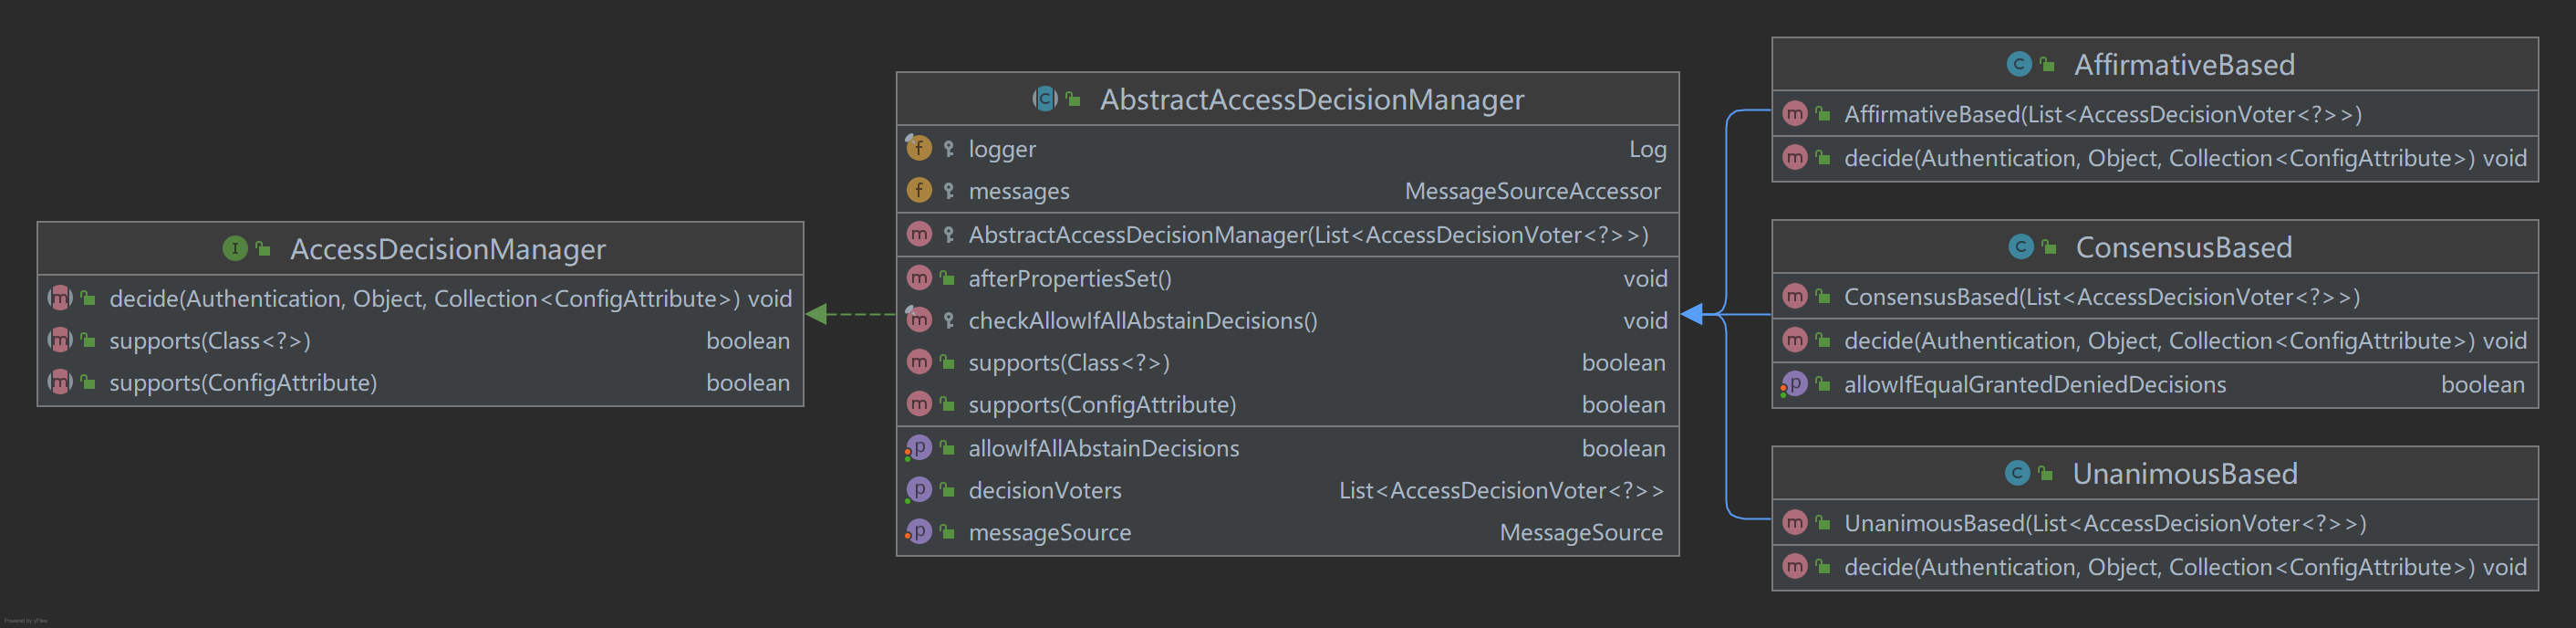 AccessDecisionManager
decide(Authentication, Object, Collection<ConfigAttribute>) void
supports(Class<?>) boolean
supports(ConfigAttribute) boolean
AbstractAccessDecisionManager
logger Log
messages MessageSourceAccessor
AbstractAccessDecisionManager(List<AccessDecisionVoter<?>>)
afterPropertiesSet() void
checkAllowIfAllAbstainDecisions() void
supports(Class<?>) boolean
supports(ConfigAttribute) boolean
allowIfAllAbstainDecisions boolean
decisionVoters List<AccessDecisionVoter<?>>
messageSource MessageSource
AffirmativeBased
AffirmativeBased(List<AccessDecisionVoter<?>>)
decide(Authentication, Object, Collection<ConfigAttribute>) void
ConsensusBased
ConsensusBased(List<AccessDecisionVoter<?>>)
decide(Authentication, Object, Collection<ConfigAttribute>) void
allowIfEqualGrantedDeniedDecisions boolean
UnanimousBased
UnanimousBased(List<AccessDecisionVoter<?>>)
decide(Authentication, Object, Collection<ConfigAttribute>) void
Powered by yFiles